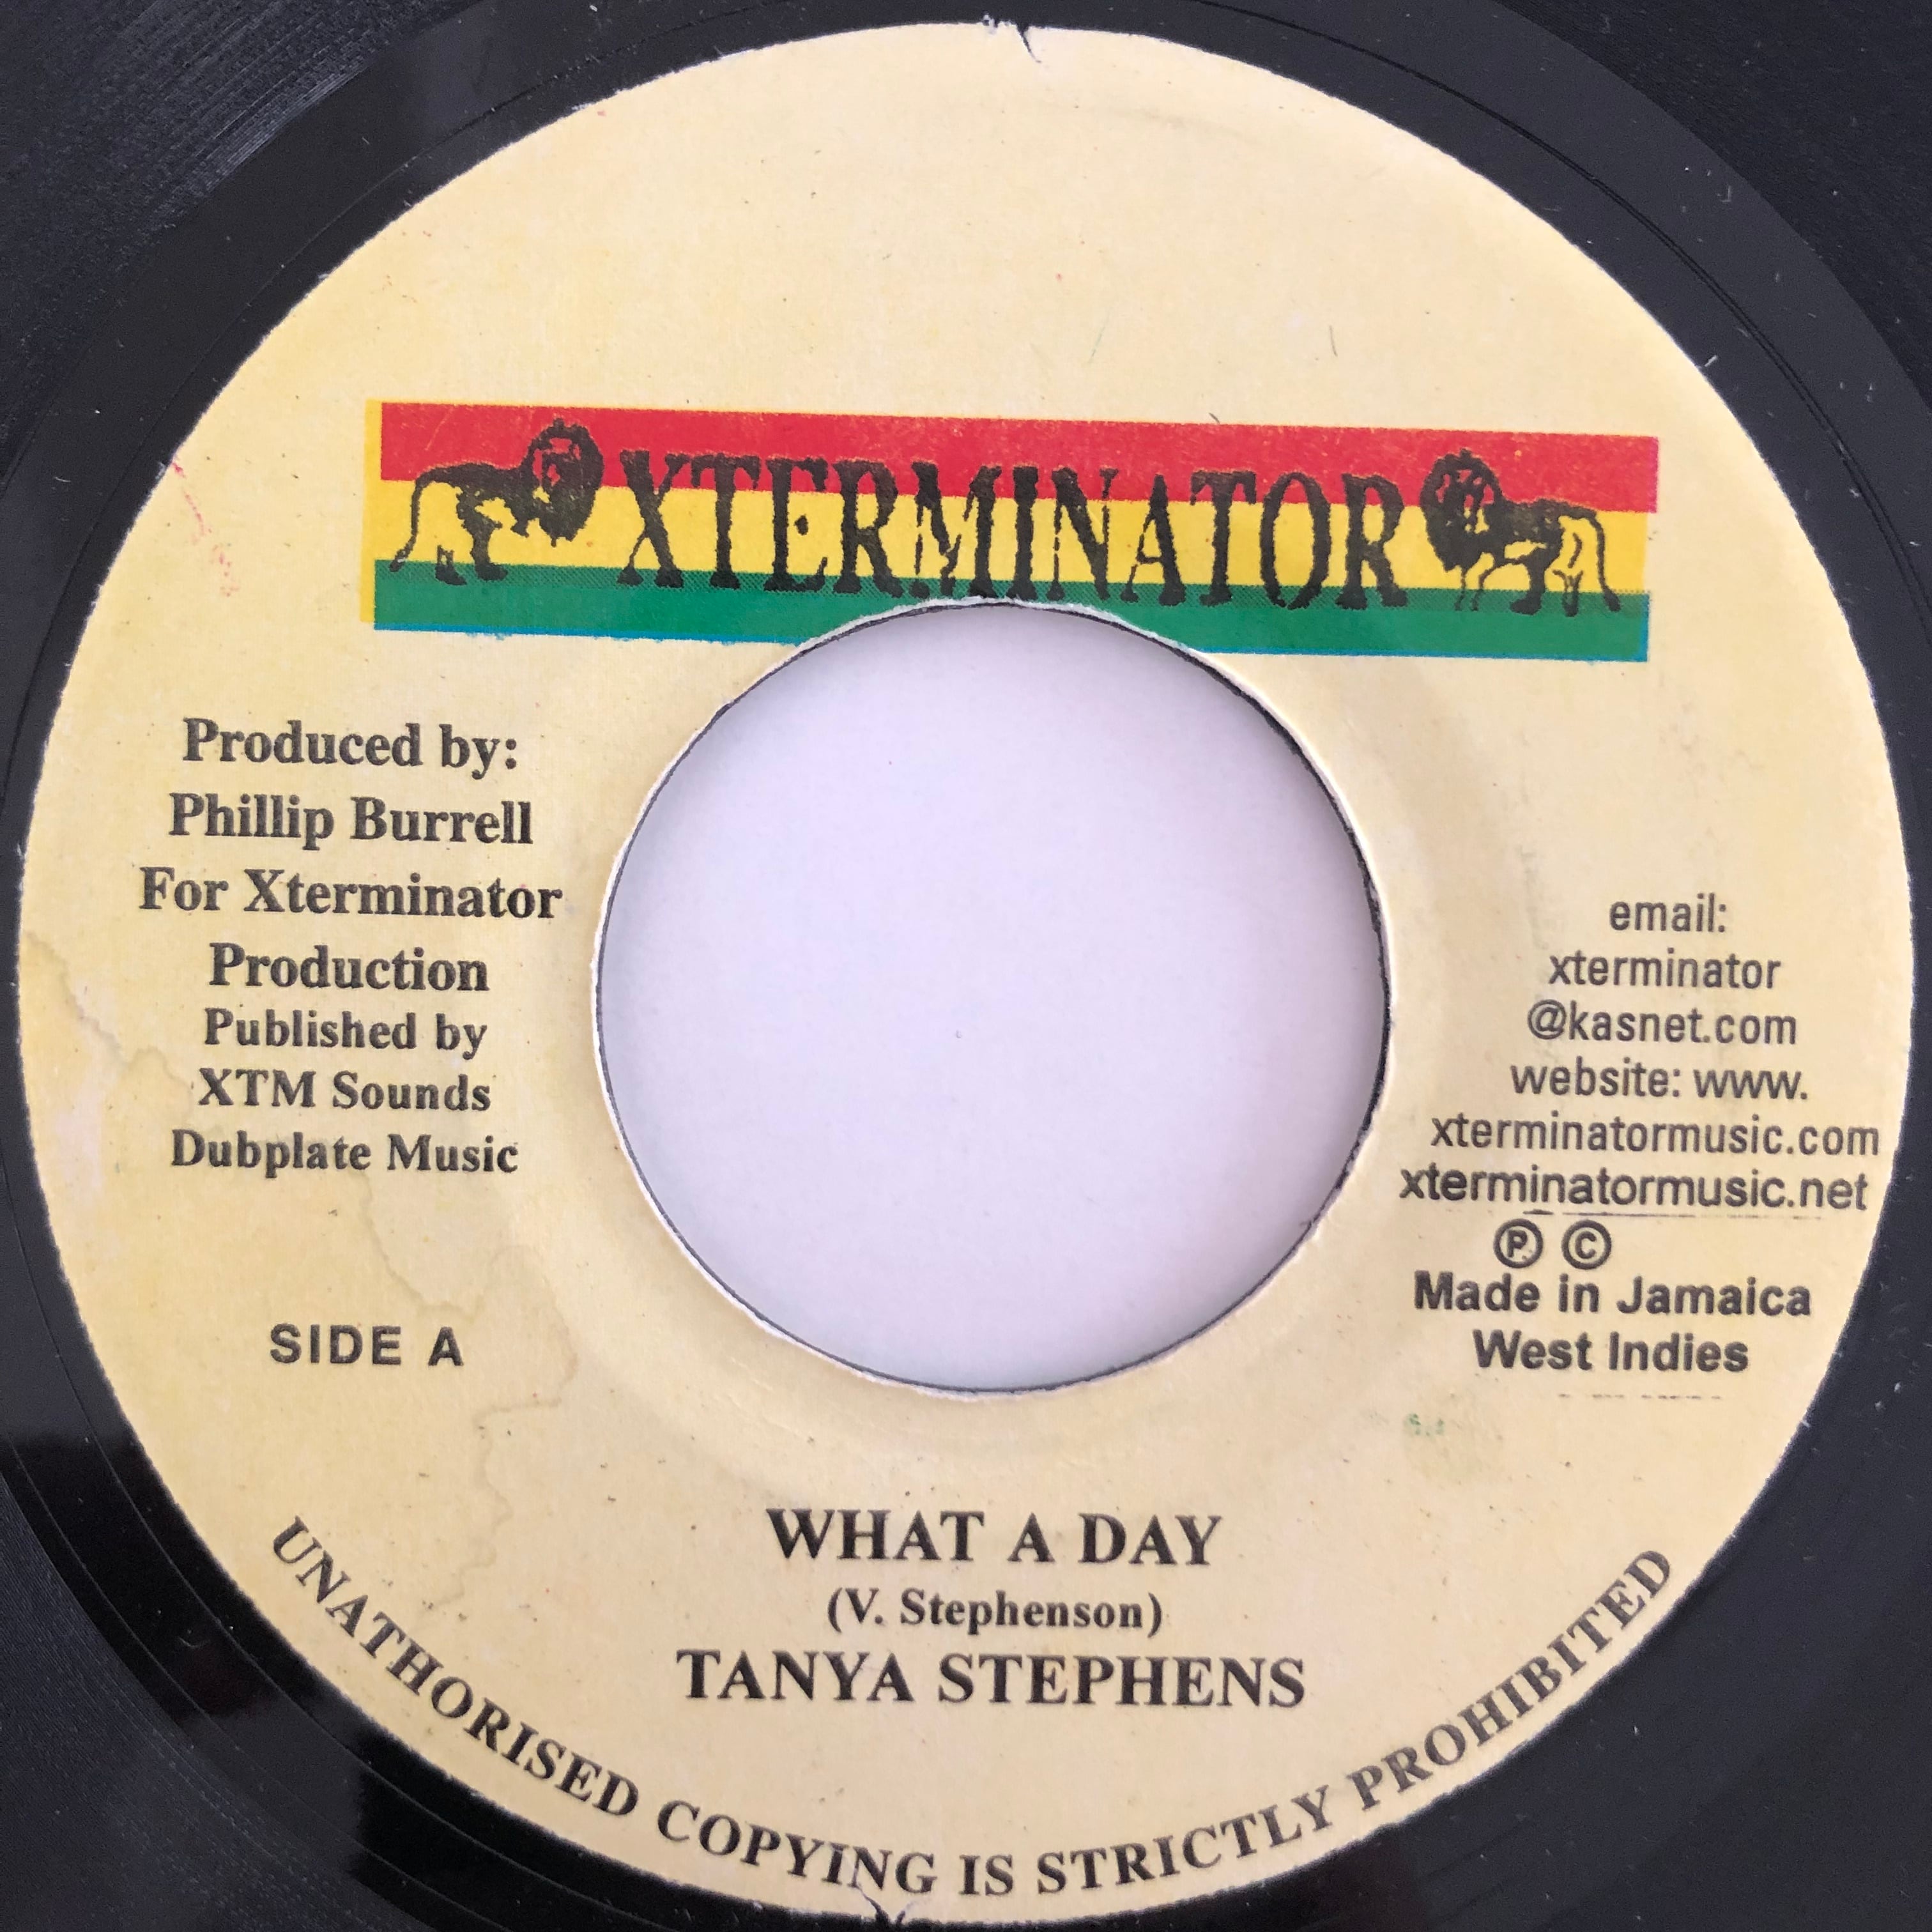 XTERMINATOR
Produced by:
Phillip Burrell
For Xterminator
Production
Published by
XTM Sounds
Dubplate Music
SIDE A
email:
xterminator
@kasnet.com
website: www.
xterminatormusic.com
xterminatormusic.net
Ⓟ ©
Made in Jamaica
West Indies
WHAT A DAY
(V. Stephenson)
TANYA STEPHENS
UNATHORISED COPYING IS STRICTLY PROHIBITED